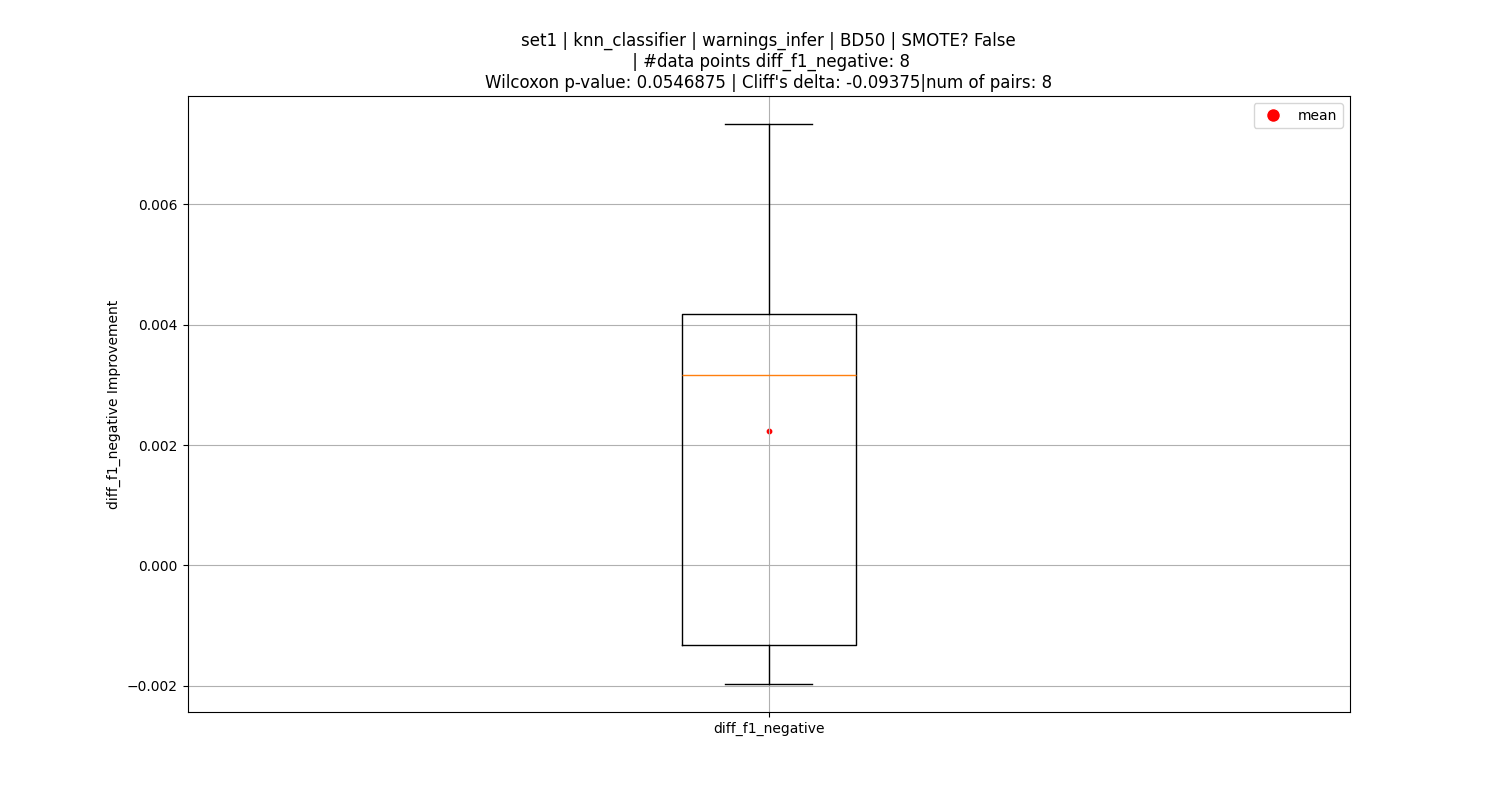 set1 | knn_classifier | warnings_infer | BD50 | SMOTE? False
| #data points diff_f1_negative: 8
Wilcoxon p-value: 0.0546875 | Cliff's delta: -0.09375|num of pairs: 8
mean
0.006
0.004
0.002
0.000
−0.002
diff_f1_negative Improvement
diff_f1_negative